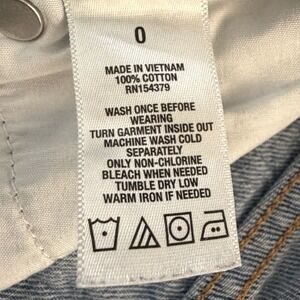 0
MADE IN VIETNAM
100% COTTON
RN154379
WASH ONCE BEFORE
WEARING
TURN GARMENT INSIDE OUT
MACHINE WASH COLD
SEPARATELY
ONLY NON-CHLORINE
BLEACH WHEN NEEDED
TUMBLE DRY LOW
WARM IRON IF NEEDED